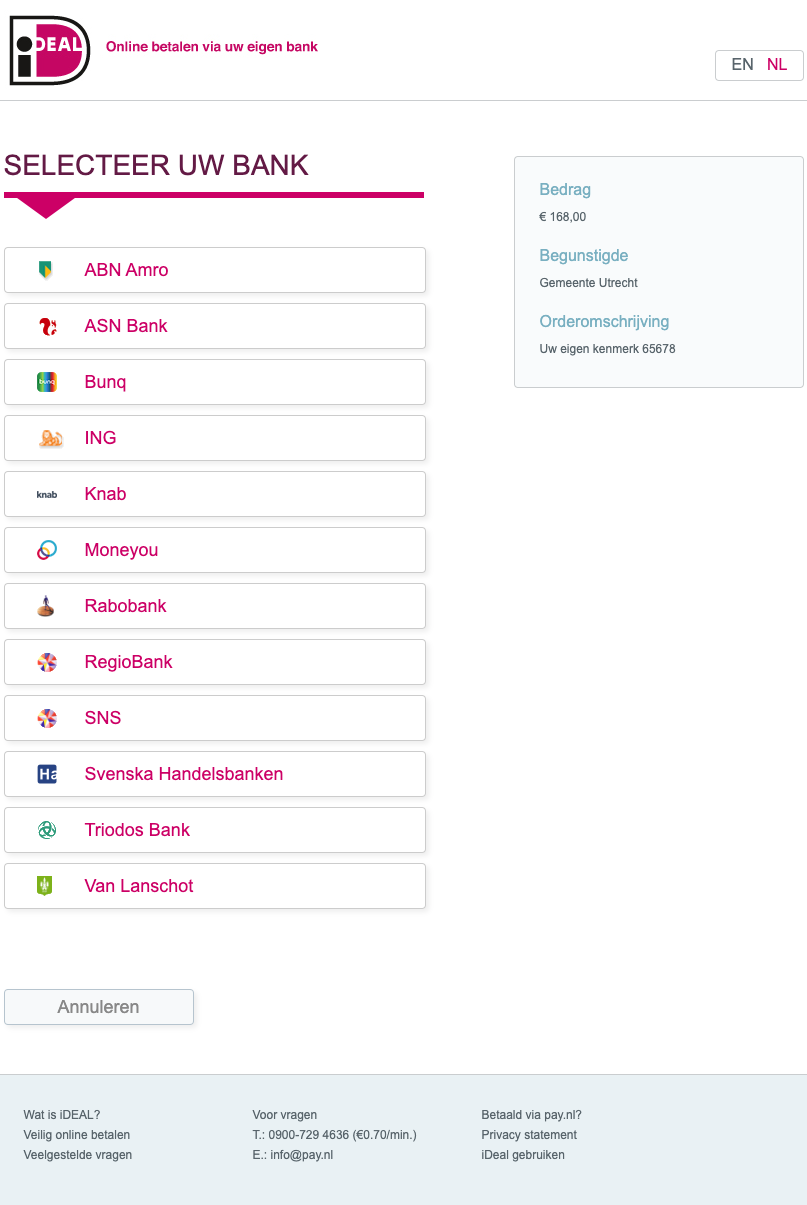 iDEAL
Online betalen via uw eigen bank
EN NL
SELECTEER UW BANK
ABN Amro
ASN Bank
bunq Bunq
ING
knab Knab
Moneyou
Rabobank
RegioBank
SNS
Ha Svenska Handelsbanken
Triodos Bank
Van Lanschot
Annuleren
Bedrag
€ 168,00
Begunstigde
Gemeente Utrecht
Orderomschrijving
Uw eigen kenmerk 65678
Wat is iDEAL?
Veilig online betalen
Veelgestelde vragen
Voor vragen
T.: 0900-729 4636 (€0.70/min.)
E.: info@pay.nl
Betaald via pay.nl?
Privacy statement
iDeal gebruiken